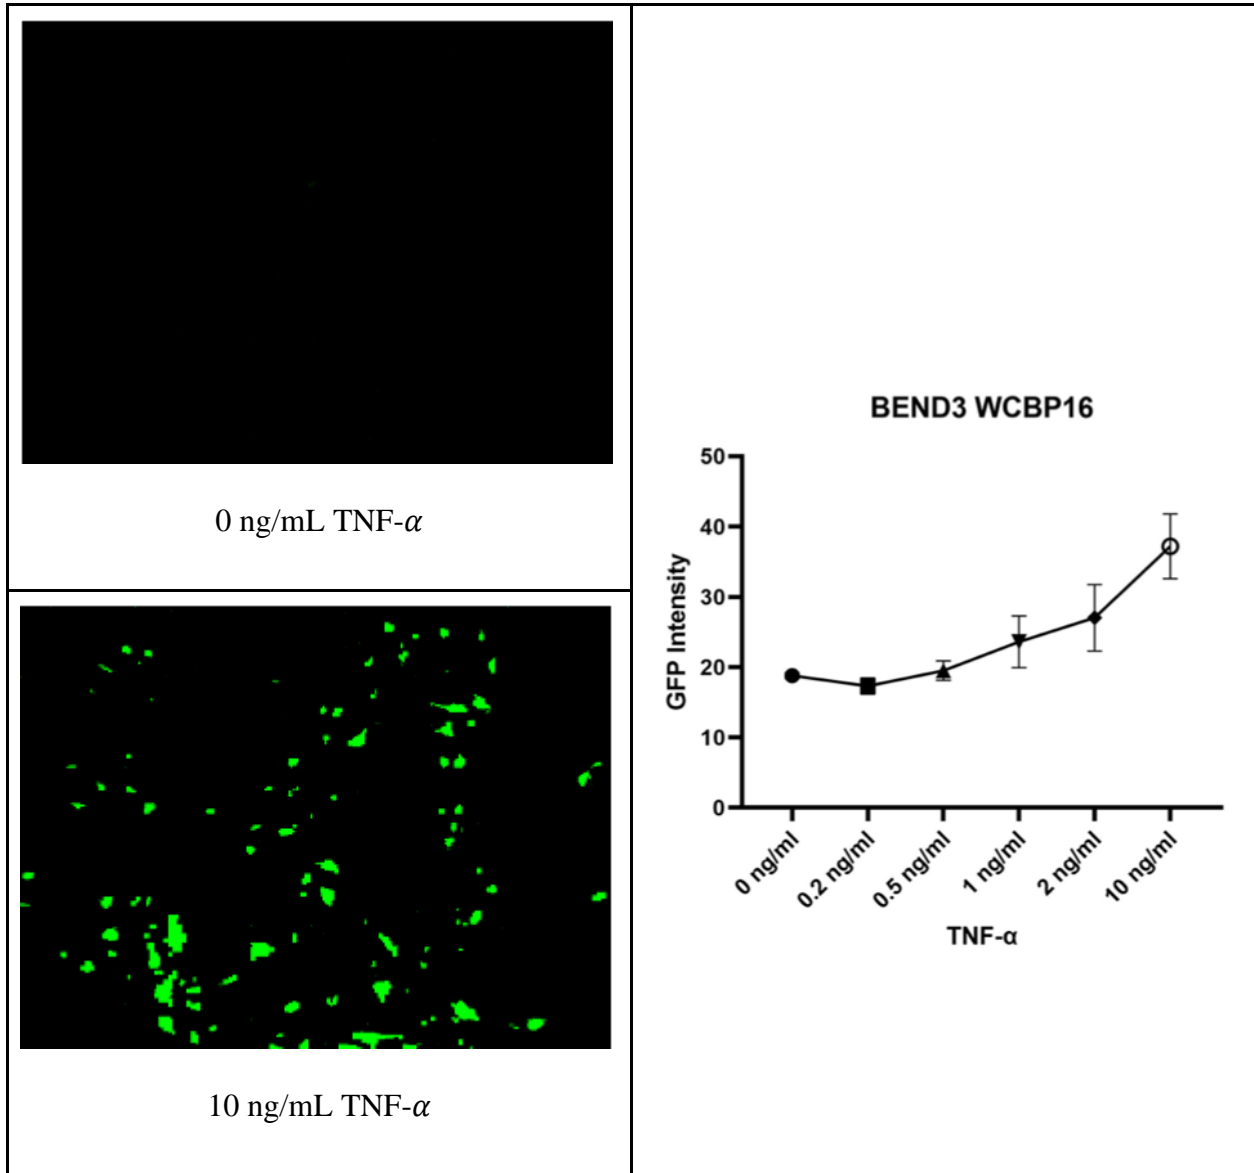 0 ng/mL TNF-𝛼
10 ng/mL TNF-𝛼
BEND3 WCBP16
50
40
30
20
10
0
GFP Intensity
0 ng/ml
0.2 ng/ml
0.5 ng/ml
1 ng/ml
2 ng/ml
10 ng/ml
TNF-α